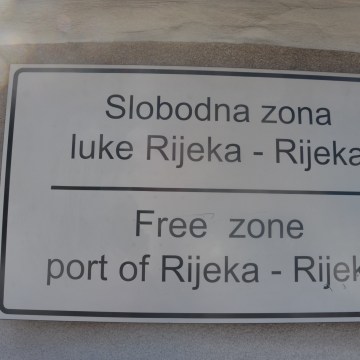 Slobodna zona
luke Rijeka - Rijeka
Free zone
port of Rijeka - Rijek